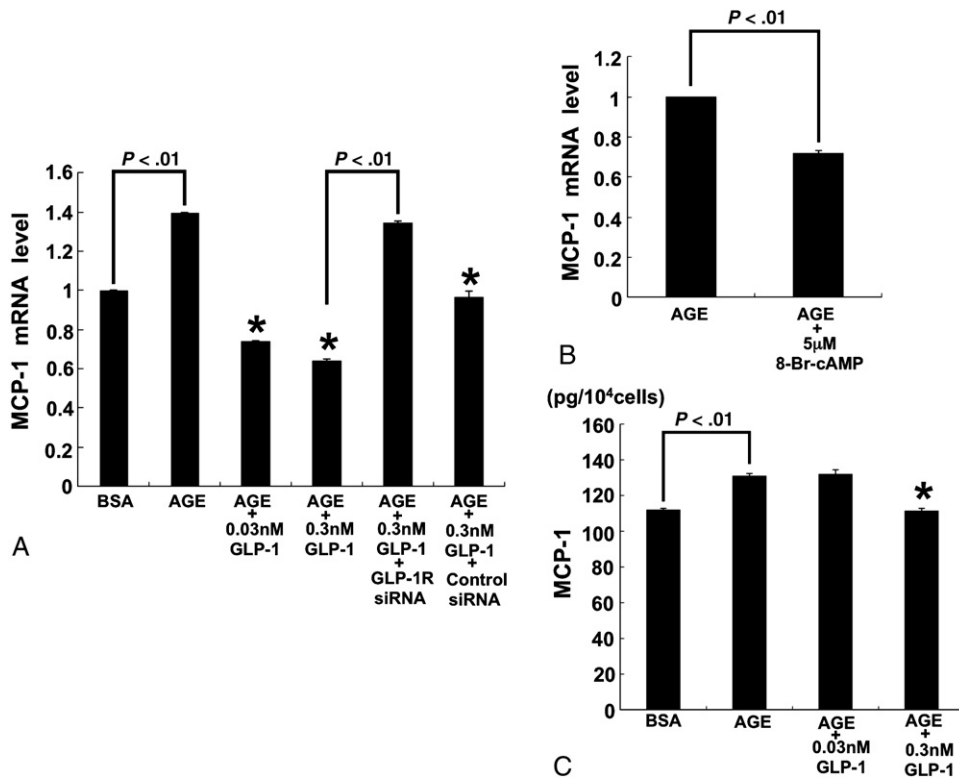 P < .01
P < .01
MCP-1 mRNA level
1.6
1.4
1.2
1
0.8
0.6
0.4
0.2
0
*
*
*
BSA
AGE
AGE
+
0.03nM
GLP-1
AGE
+
0.3nM
GLP-1
AGE
+
0.3nM
GLP-1
+
GLP-1R
siRNA
AGE
+
0.3nM
GLP-1
+
Control
siRNA
A
P < .01
MCP-1 mRNA level
1.2
1
0.8
0.6
0.4
0.2
0
AGE
AGE
+
5μM
8-Br-cAMP
B
(pg/10⁴cells)
P < .01
MCP-1
160
140
120
100
80
60
40
20
0
*
BSA
AGE
AGE
+
0.03nM
GLP-1
AGE
+
0.3nM
GLP-1
C